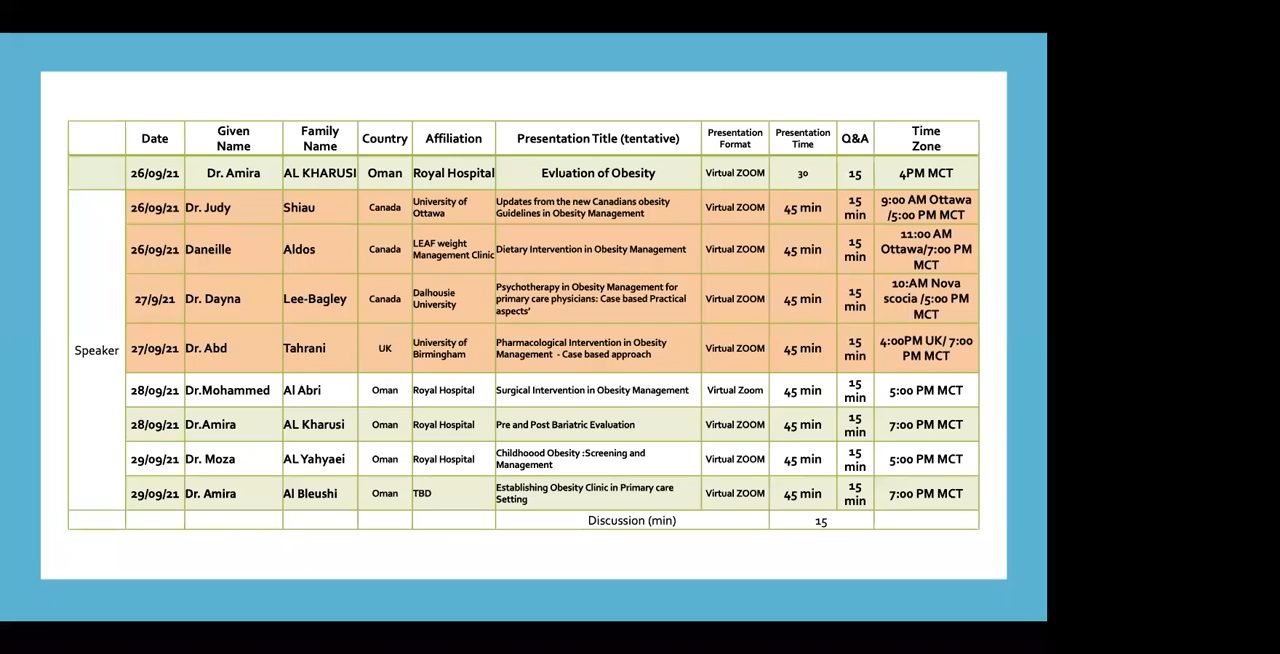 Date Given Name Family Name Country Affiliation Presentation Title (tentative) Presentation Format Presentation Time Q&A Time Zone
26/09/21 Dr. Amira AL KHARUSI Oman Royal Hospital Evluation of Obesity Virtual ZOOM 30 15 4PM MCT
Speaker
26/09/21 Dr. Judy Shiau Canada University of Ottawa Updates from the new Canadians obesity Guidelines in Obesity Management Virtual ZOOM 45 min 15 min 9:00 AM Ottawa /5:00 PM MCT
26/09/21 Daneille Aldos Canada LEAF weight Management Clinic Dietary Intervention in Obesity Management Virtual ZOOM 45 min 15 min 11:00 AM Ottawa/7:00 PM MCT
27/9/21 Dr. Dayna Lee-Bagley Canada Dalhousie University Psychotherapy in Obesity Management for primary care physicians: Case based Practical aspects' Virtual ZOOM 45 min 15 min 10:AM Nova scocia /5:00 PM MCT
27/09/21 Dr. Abd Tahrani UK University of Birmingham Pharmacological Intervention in Obesity Management - Case based approach Virtual ZOOM 45 min 15 min 4:00PM UK/ 7:00 PM MCT
28/09/21 Dr.Mohammed Al Abri Oman Royal Hospital Surgical Intervention in Obesity Management Virtual Zoom 45 min 15 min 5:00 PM MCT
28/09/21 Dr.Amira AL Kharusi Oman Royal Hospital Pre and Post Bariatric Evaluation Virtual ZOOM 45 min 15 min 7:00 PM MCT
29/09/21 Dr. Moza AL Yahyaei Oman Royal Hospital Childhoood Obesity :Screening and Management Virtual ZOOM 45 min 15 min 5:00 PM MCT
29/09/21 Dr. Amira Al Bleushi Oman TBD Establishing Obesity Clinic in Primary care Setting Virtual ZOOM 45 min 15 min 7:00 PM MCT
Discussion (min) 15